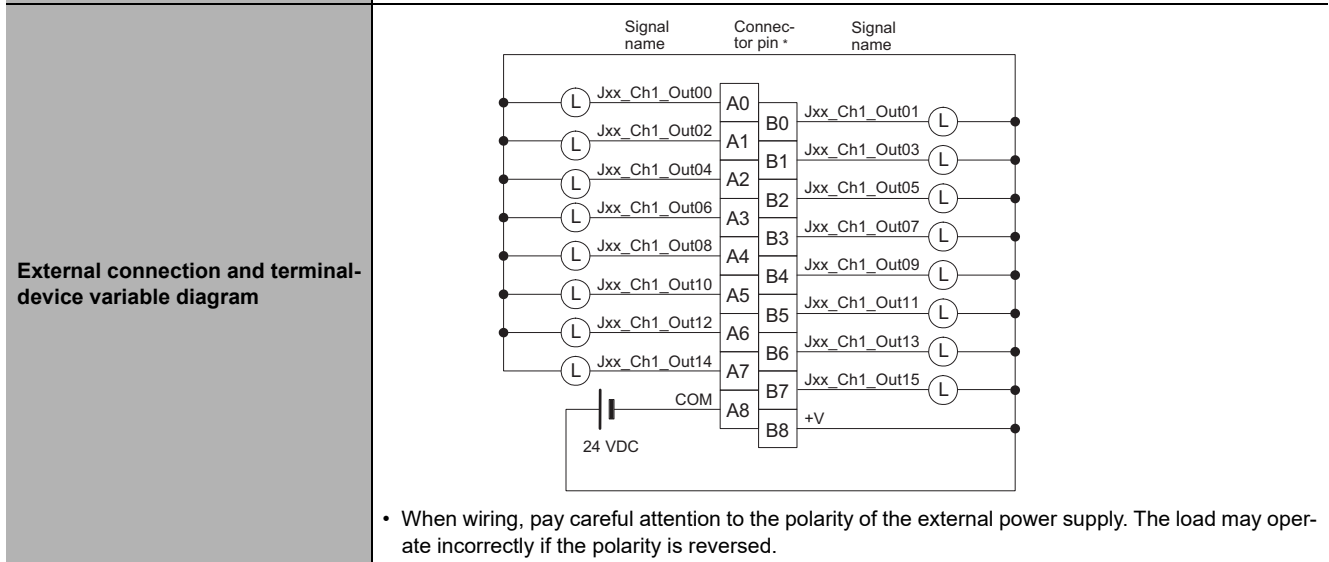 External connection and terminal-
device variable diagram
Signal
name
Connec-
tor pin *
Signal
name
L Jxx_Ch1_Out00 A0
B0 Jxx_Ch1_Out01 L
L Jxx_Ch1_Out02 A1
B1 Jxx_Ch1_Out03 L
L Jxx_Ch1_Out04 A2
B2 Jxx_Ch1_Out05 L
L Jxx_Ch1_Out06 A3
B3 Jxx_Ch1_Out07 L
L Jxx_Ch1_Out08 A4
B4 Jxx_Ch1_Out09 L
L Jxx_Ch1_Out10 A5
B5 Jxx_Ch1_Out11 L
L Jxx_Ch1_Out12 A6
B6 Jxx_Ch1_Out13 L
L Jxx_Ch1_Out14 A7
B7 Jxx_Ch1_Out15 L
COM A8
B8 +V
24 VDC
• When wiring, pay careful attention to the polarity of the external power supply. The load may oper-
ate incorrectly if the polarity is reversed.